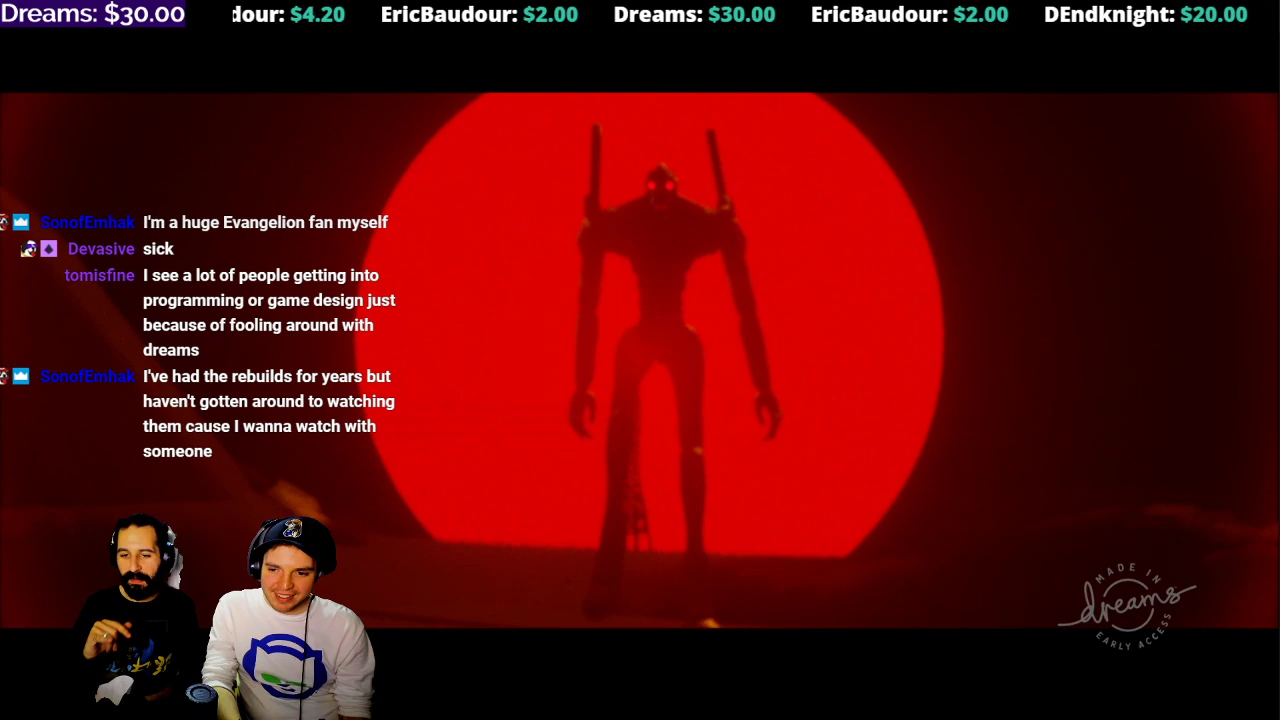 Dreams: $30.00
dour: $4.20 EricBaudour: $2.00 Dreams: $30.00 EricBaudour: $2.00 DEndknight: $20.00
SonofEmhak I'm a huge Evangelion fan myself
Devasive sick
tomisfine I see a lot of people getting into
programming or game design just
because of fooling around with
dreams
SonofEmhak I've had the rebuilds for years but
haven't gotten around to watching
them cause I wanna watch with
someone
MADE IN
dreams
EARLY ACCESS